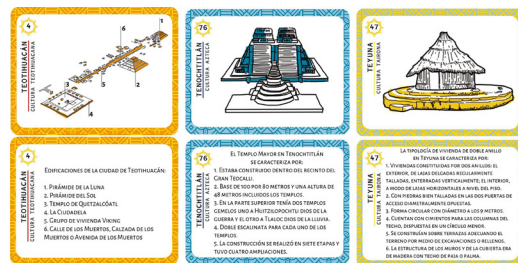 4
TEOTIHUACÁN
CULTURA TEOTIHUACANA
6
1
3
5
2
4
76
TENOCHTITLÁN
CULTURA AZTECA
47
TEYUNA
CULTURA TAIRONA
4
TEOTIHUACÁN
CULTURA TEOTIHUACANA
EDIFICACIONES DE LA CIUDAD DE TEOTIHUACÁN:
1. PIRÁMIDE DE LA LUNA
2. PIRÁMIDE DEL SOL
3. TEMPLO DE QUETZALCÓATL
4. LA CIUDADELA
5. GRUPO DE VIVIENDA VIKING
6. CALLE DE LOS MUERTOS, CALZADA DE LOS
MUERTOS O AVENIDA DE LOS MUERTOS
76
TENOCHTITLÁN
CULTURA AZTECA
EL TEMPLO MAYOR EN TENOCHTITLÁN
SE CARACTERIZA POR:
1. ESTABA CONSTRUIDO DENTRO DEL RECINTO DEL
GRAN TEOCALLI.
2. BASE DE 100 POR 80 METROS Y UNA ALTURA DE
48 METROS INCLUIDOS LOS TEMPLOS.
3. EN LA PARTE SUPERIOR TENÍA DOS TEMPLOS
GEMELOS UNO A HUITZILOPOCHTLI DIOS DE LA
GUERRA Y EL OTRO A TLÁLOC DIOS DE LA LLUVIA.
4. DOBLE ESCALINATA PARA CADA UNO DE LOS
TEMPLOS.
5. LA CONSTRUCCIÓN SE REALIZÓ EN SIETE ETAPAS Y
TUVO CUATRO AMPLIACIONES.
47
TEYUNA
CULTURA TAIRONA
LA TIPOLOGÍA DE VIVIENDA DE DOBLE ANILLO
EN TEYUNA SE CARACTERIZA POR:
1. VIVIENDAS CONSTITUIDAS POR DOS ANILLOS: EL
EXTERIOR, DE LAJAS DELGADAS REGULARMENTE
TALLADAS, ENTERRADAS VERTICALMENTE; EL INTERIOR,
A MODO DE LAJAS HORIZONTALES A NIVEL DEL PISO.
2. CON PIEDRAS BIEN TALLADAS EN LAS DOS PUERTAS DE
ACCESO DIAMETRALMENTE OPUESTAS.
3. FORMA CIRCULAR CON DIÁMETRO A LOS 9 METROS.
4. CUENTAN CON CIMIENTOS PARA LAS COLUMNAS DEL
TECHO, DISPUESTAS EN UN CÍRCULO MENOR.
5. SE CONSTRUÍAN SOBRE TERRAZAS ADECUANDO EL
TERRENO POR MEDIO DE EXCAVACIONES O RELLENOS.
6. LA ESTRUCTURA DE LOS MUROS Y DE LA CUBIERTA ERA
DE MADERA CON TECHO DE PAJA O PALMA.